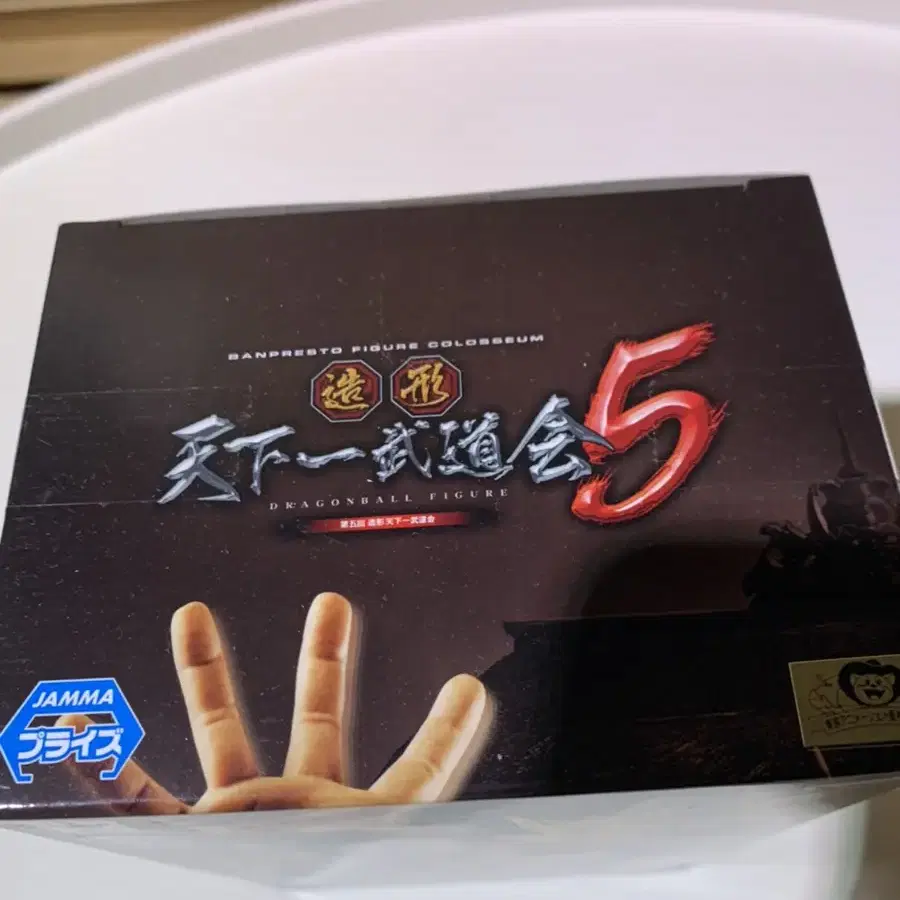 BANPRESTO FIGURE COLOSSEUM
造形
天下一武道会5
DRAGONBALL FIGURE
第五回 造形天下一武道会
JAMMA
プライズ